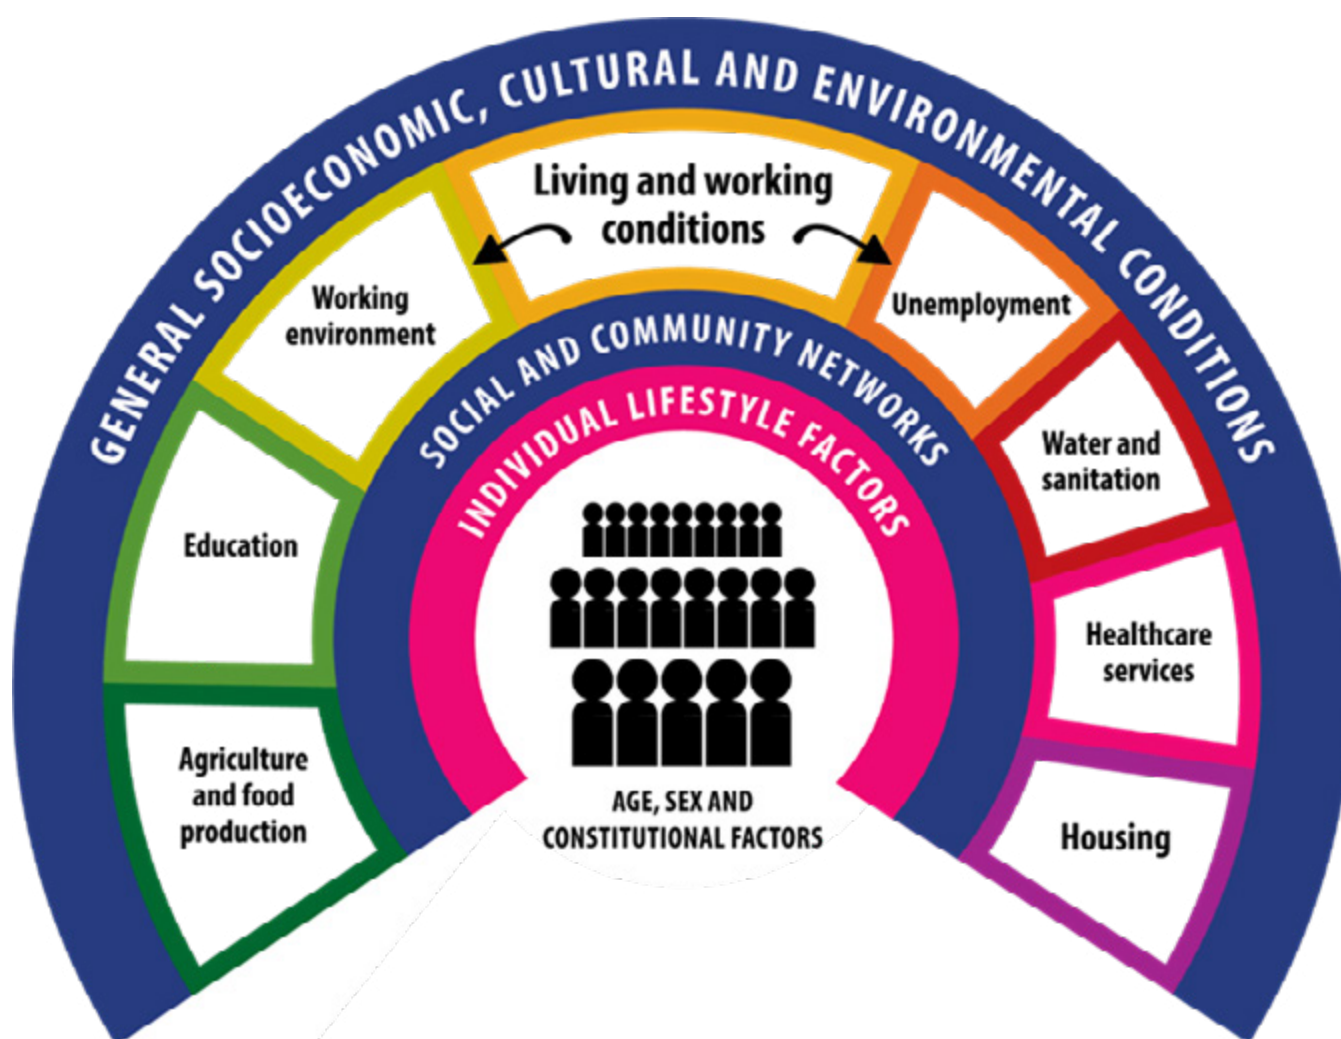 GENERAL SOCIOECONOMIC, CULTURAL AND ENVIRONMENTAL CONDITIONS
Living and working
conditions
Working
environment
Unemployment
SOCIAL AND COMMUNITY NETWORKS
INDIVIDUAL LIFESTYLE FACTORS
Education
Water and
sanitation
Agriculture
and food
production
Healthcare
services
Housing
AGE, SEX AND
CONSTITUTIONAL FACTORS